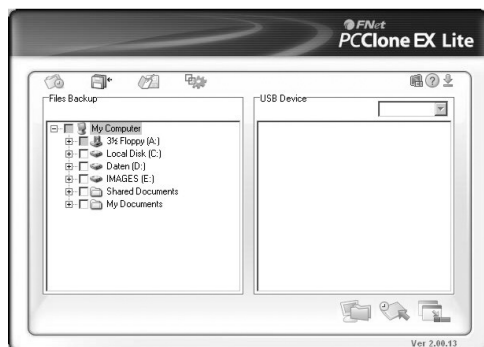 FNet
PCClone EX Lite
Files Backup
USB Device
My Computer
3½ Floppy (A:)
Local Disk (C:)
Daten (D:)
IMAGES (E:)
Shared Documents
My Documents
Ver 2.00.13